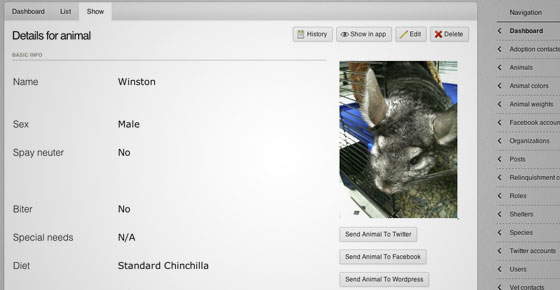 Dashboard List Show
Details for animal
History Show in app Edit Delete
BASIC INFO
Name Winston
Sex Male
Spay neuter No
Biter No
Special needs N/A
Diet Standard Chinchilla
Send Animal To Twitter
Send Animal To Facebook
Send Animal To Wordpress
Navigation
Dashboard
Adoption contacts
Animals
Animal colors
Animal weights
Facebook accoun
Organizations
Posts
Relinquishment c
Roles
Shelters
Species
Twitter accounts
Users
Vet contacts